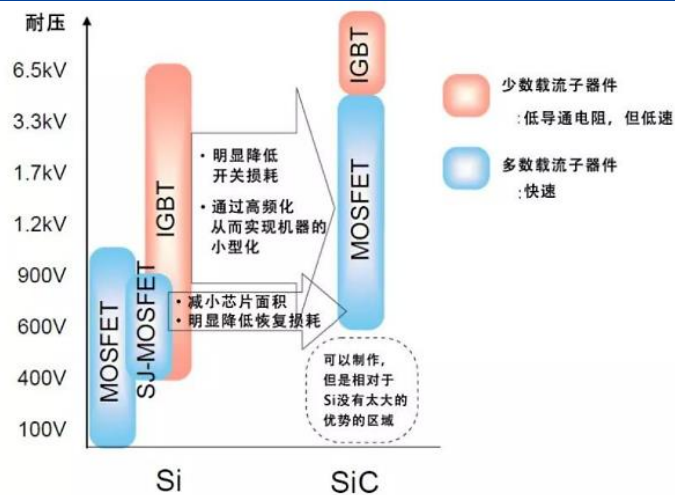 耐压
6.5kV
3.3kV
1.7kV
1.2kV
900V
600V
400V
100V
MOSFET
SJ-MOSFET
IGBT
・明显降低
开关损耗
・通过高频化
从而实现机器的
小型化
・减小芯片面积
・明显降低恢复损耗
IGBT
MOSFET
可以制作,
但是相对于
Si没有太大的
优势的区域
Si
SiC
少数载流子器件
:低导通电阻，但低速
多数载流子器件
:快速